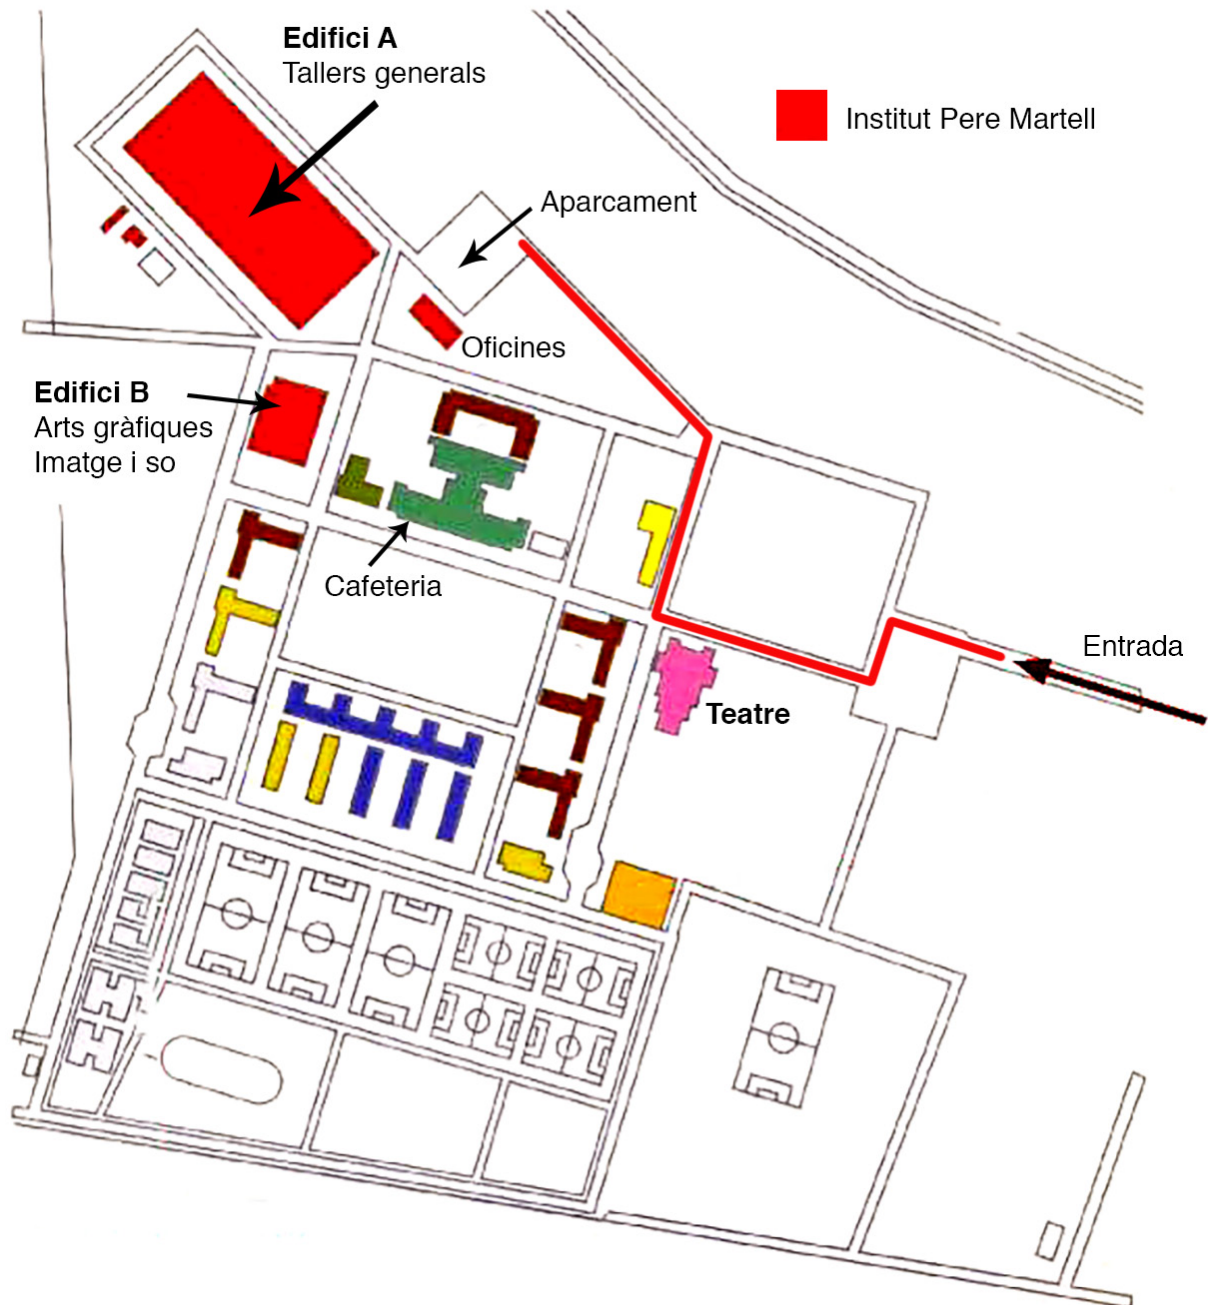 Edifici A
Tallers generals
Institut Pere Martell
Aparcament
Oficines
Edifici B
Arts gràfiques
Imatge i so
Cafeteria
Entrada
Teatre